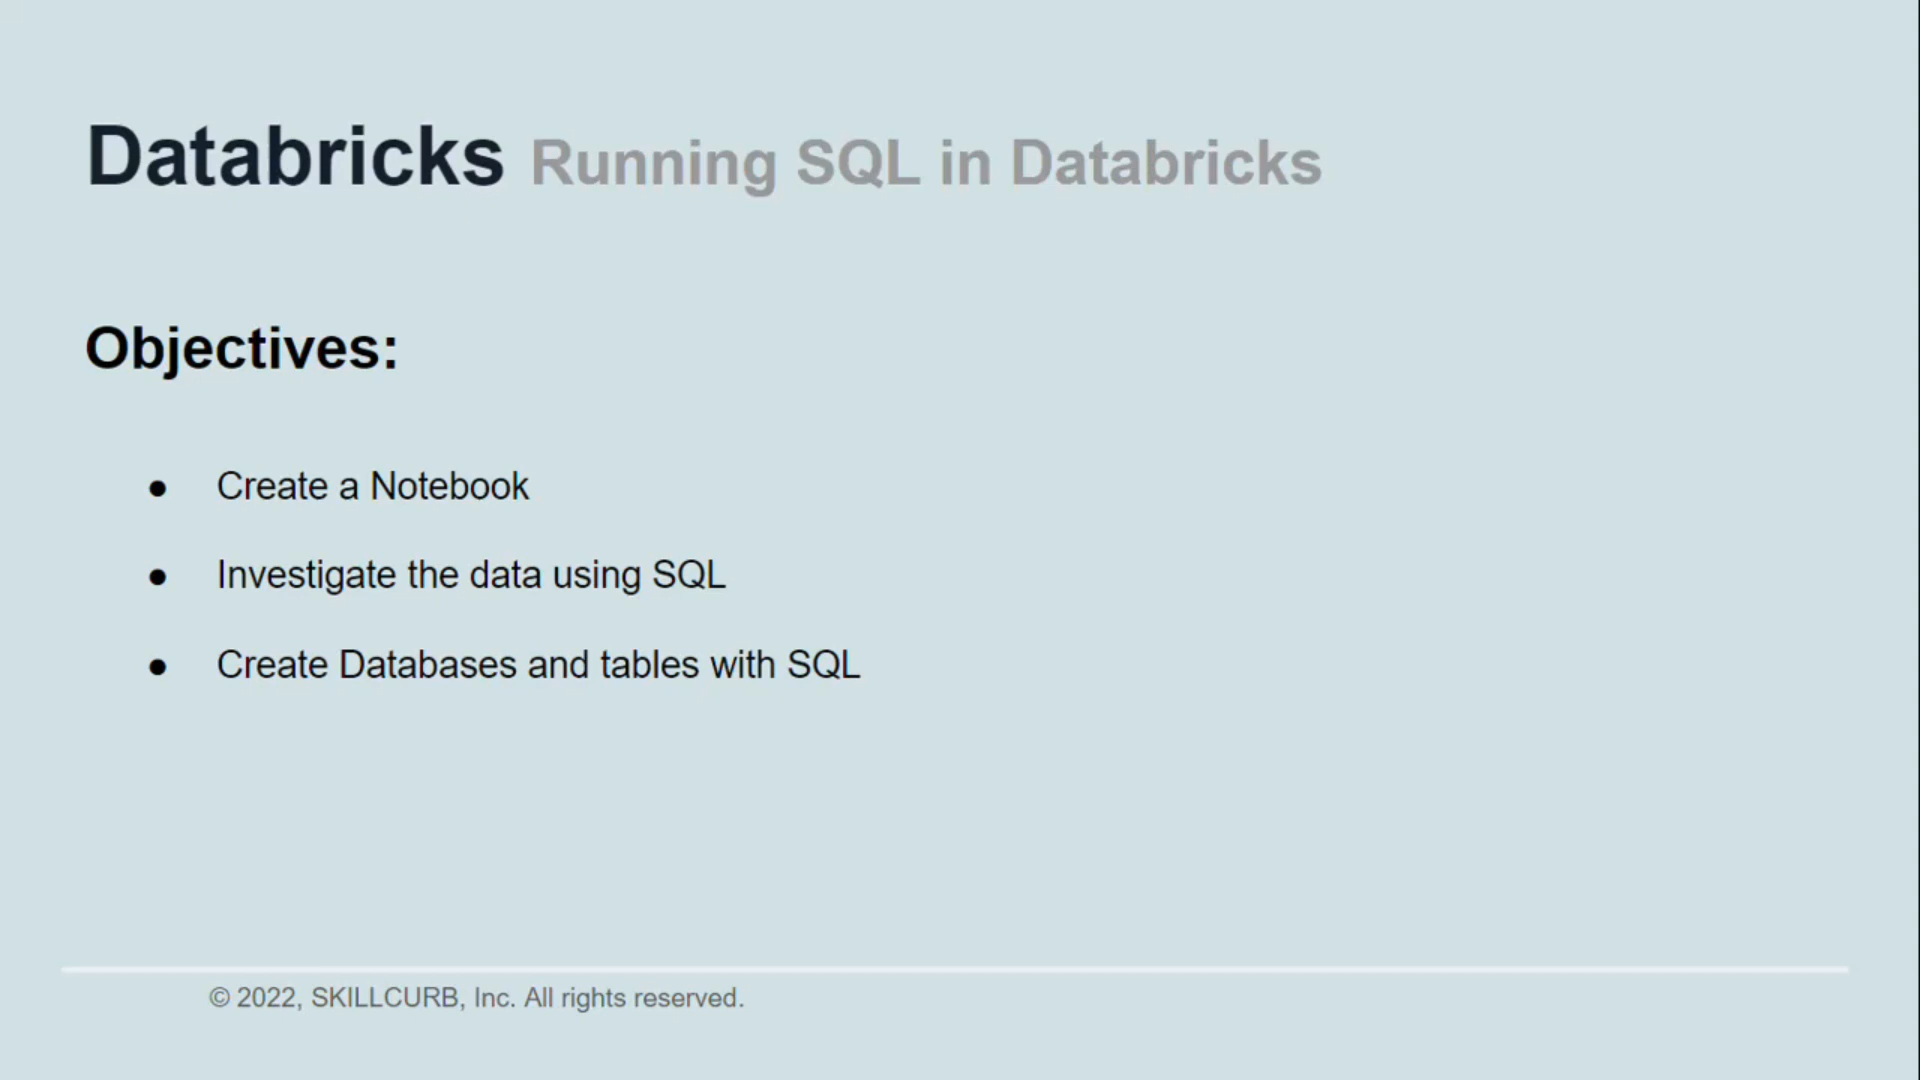 Databricks Running SQL in Databricks
Objectives:
● Create a Notebook
● Investigate the data using SQL
● Create Databases and tables with SQL
© 2022, SKILLCURB, Inc. All rights reserved.